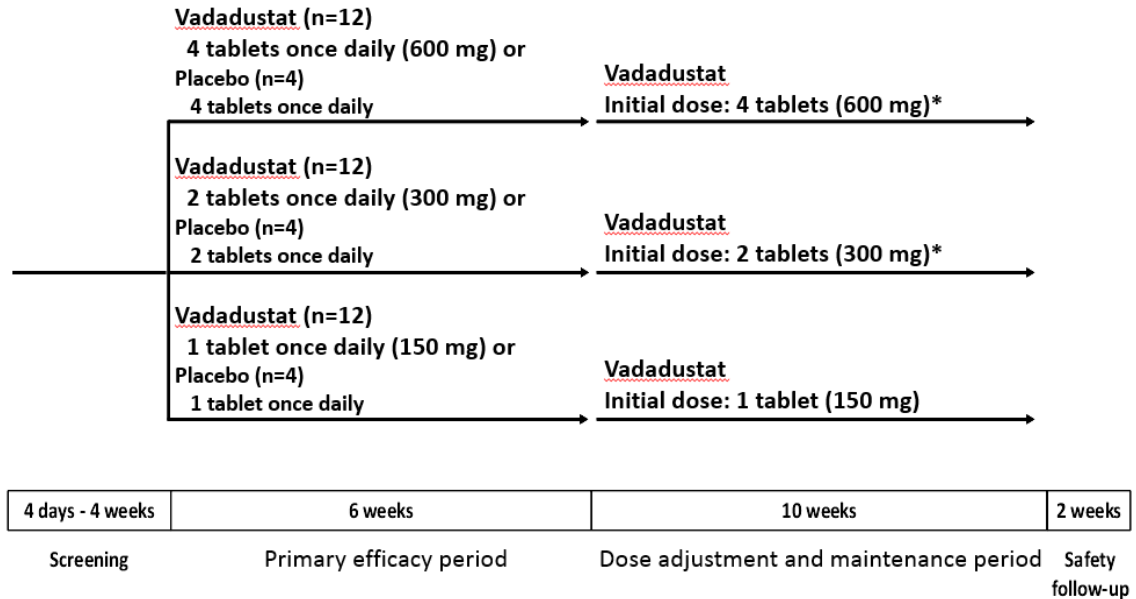 Vadadustat (n=12)
4 tablets once daily (600 mg) or
Placebo (n=4)
4 tablets once daily
Vadadustat
Initial dose: 4 tablets (600 mg)*
Vadadustat (n=12)
2 tablets once daily (300 mg) or
Placebo (n=4)
2 tablets once daily
Vadadustat
Initial dose: 2 tablets (300 mg)*
Vadadustat (n=12)
1 tablet once daily (150 mg) or
Placebo (n=4)
1 tablet once daily
Vadadustat
Initial dose: 1 tablet (150 mg)
4 days - 4 weeks
6 weeks
10 weeks
2 weeks
Screening
Primary efficacy period
Dose adjustment and maintenance period
Safety
follow-up